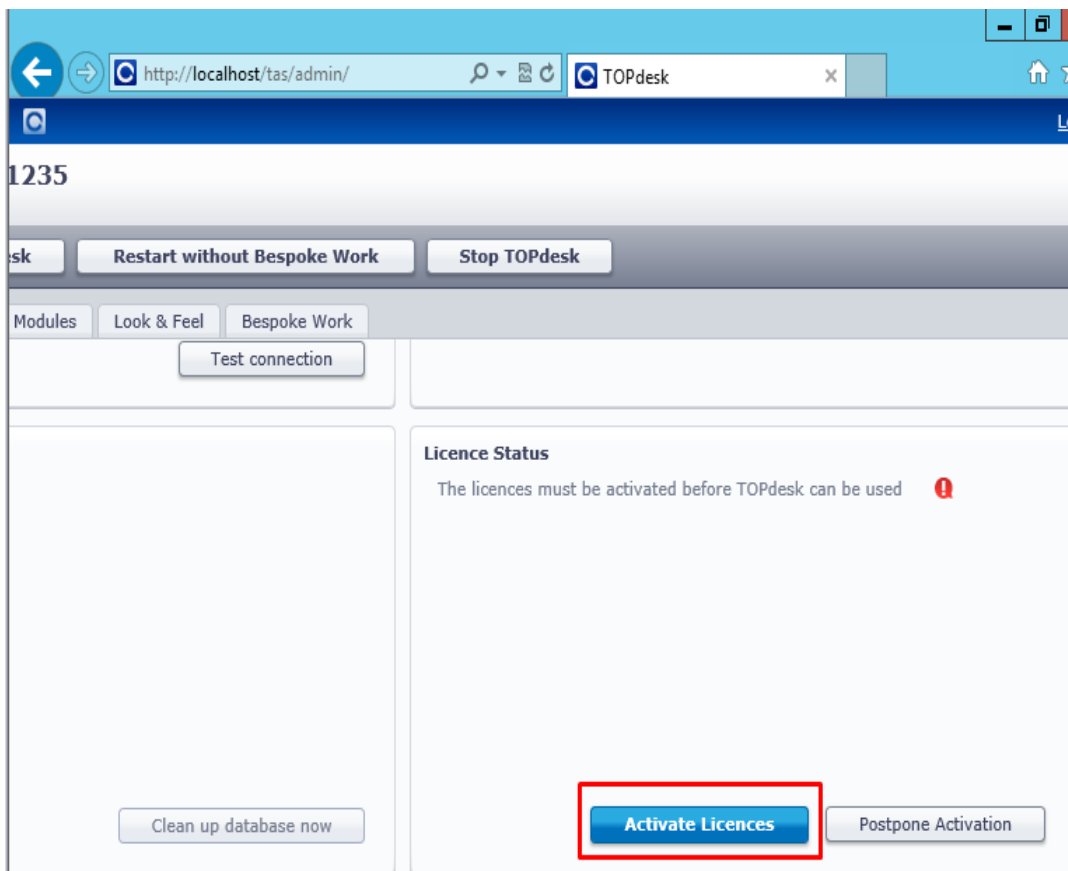 http://localhost/tas/admin/
TOPdesk
1235
Restart without Bespoke Work
Stop TOPdesk
Modules
Look & Feel
Bespoke Work
Test connection
Licence Status
The licences must be activated before TOPdesk can be used
Clean up database now
Activate Licences
Postpone Activation